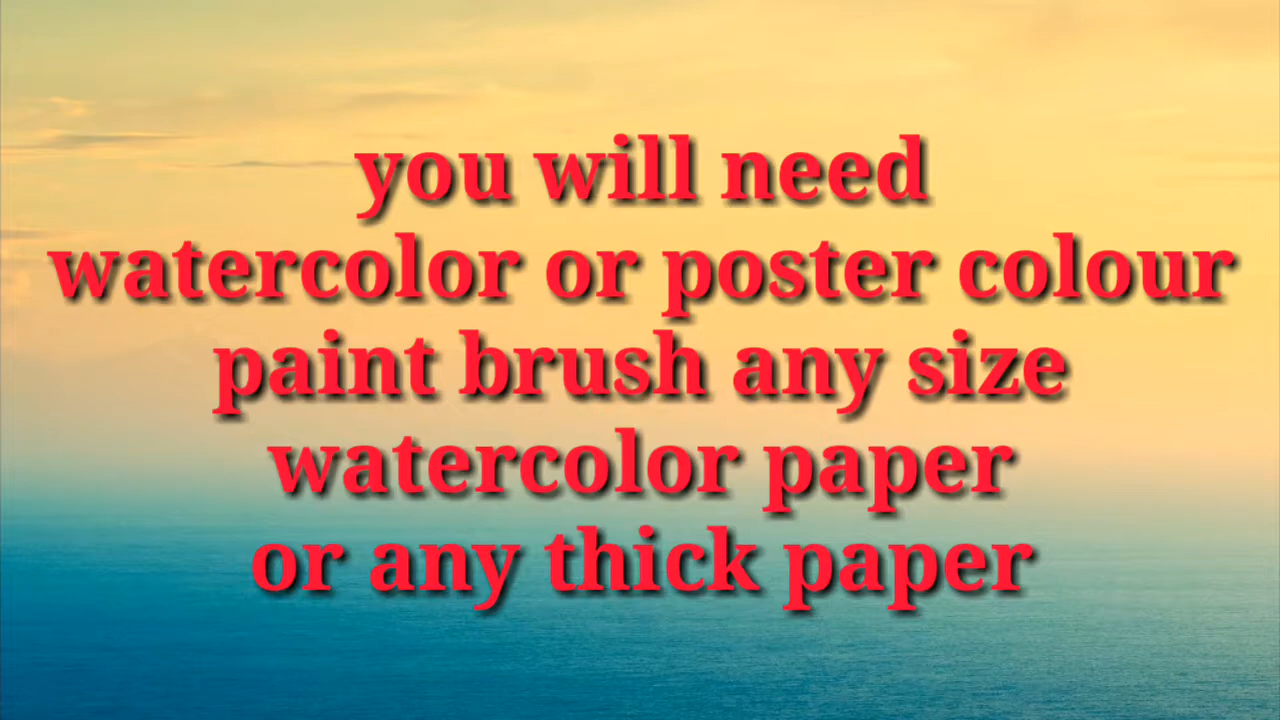 you will need
watercolor or poster colour
paint brush any size
watercolor paper
or any thick paper